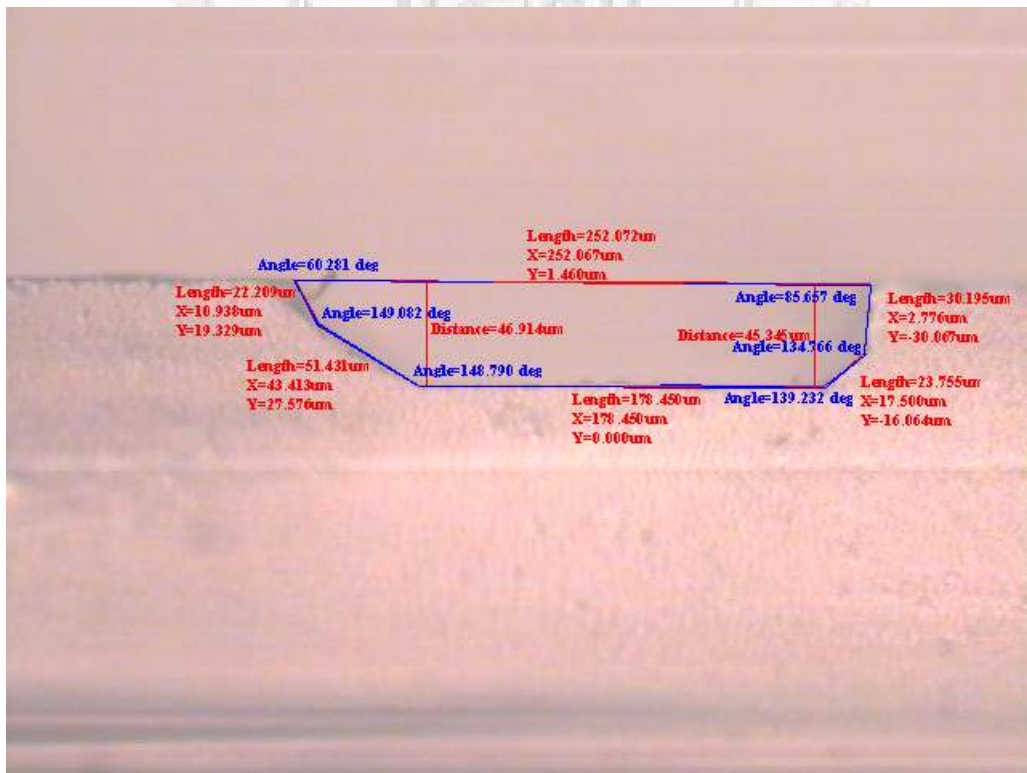 Length=252.072um
X=252.067um
Y=1.460um
Angle=60.281 deg
Length=22.209um
X=10.938um
Y=19.329um
Angle=149.082 deg
Distance=46.914um
Angle=85.657 deg
Length=30.195um
X=2.776um
Y=-30.067um
Distance=45.345um
Angle=134.766 deg
Length=51.431um
X=43.413um
Y=27.576um
Angle=148.790 deg
Length=178.450um
X=178.450um
Y=0.000um
Angle=139.232 deg
Length=23.755um
X=17.500um
Y=-16.064um